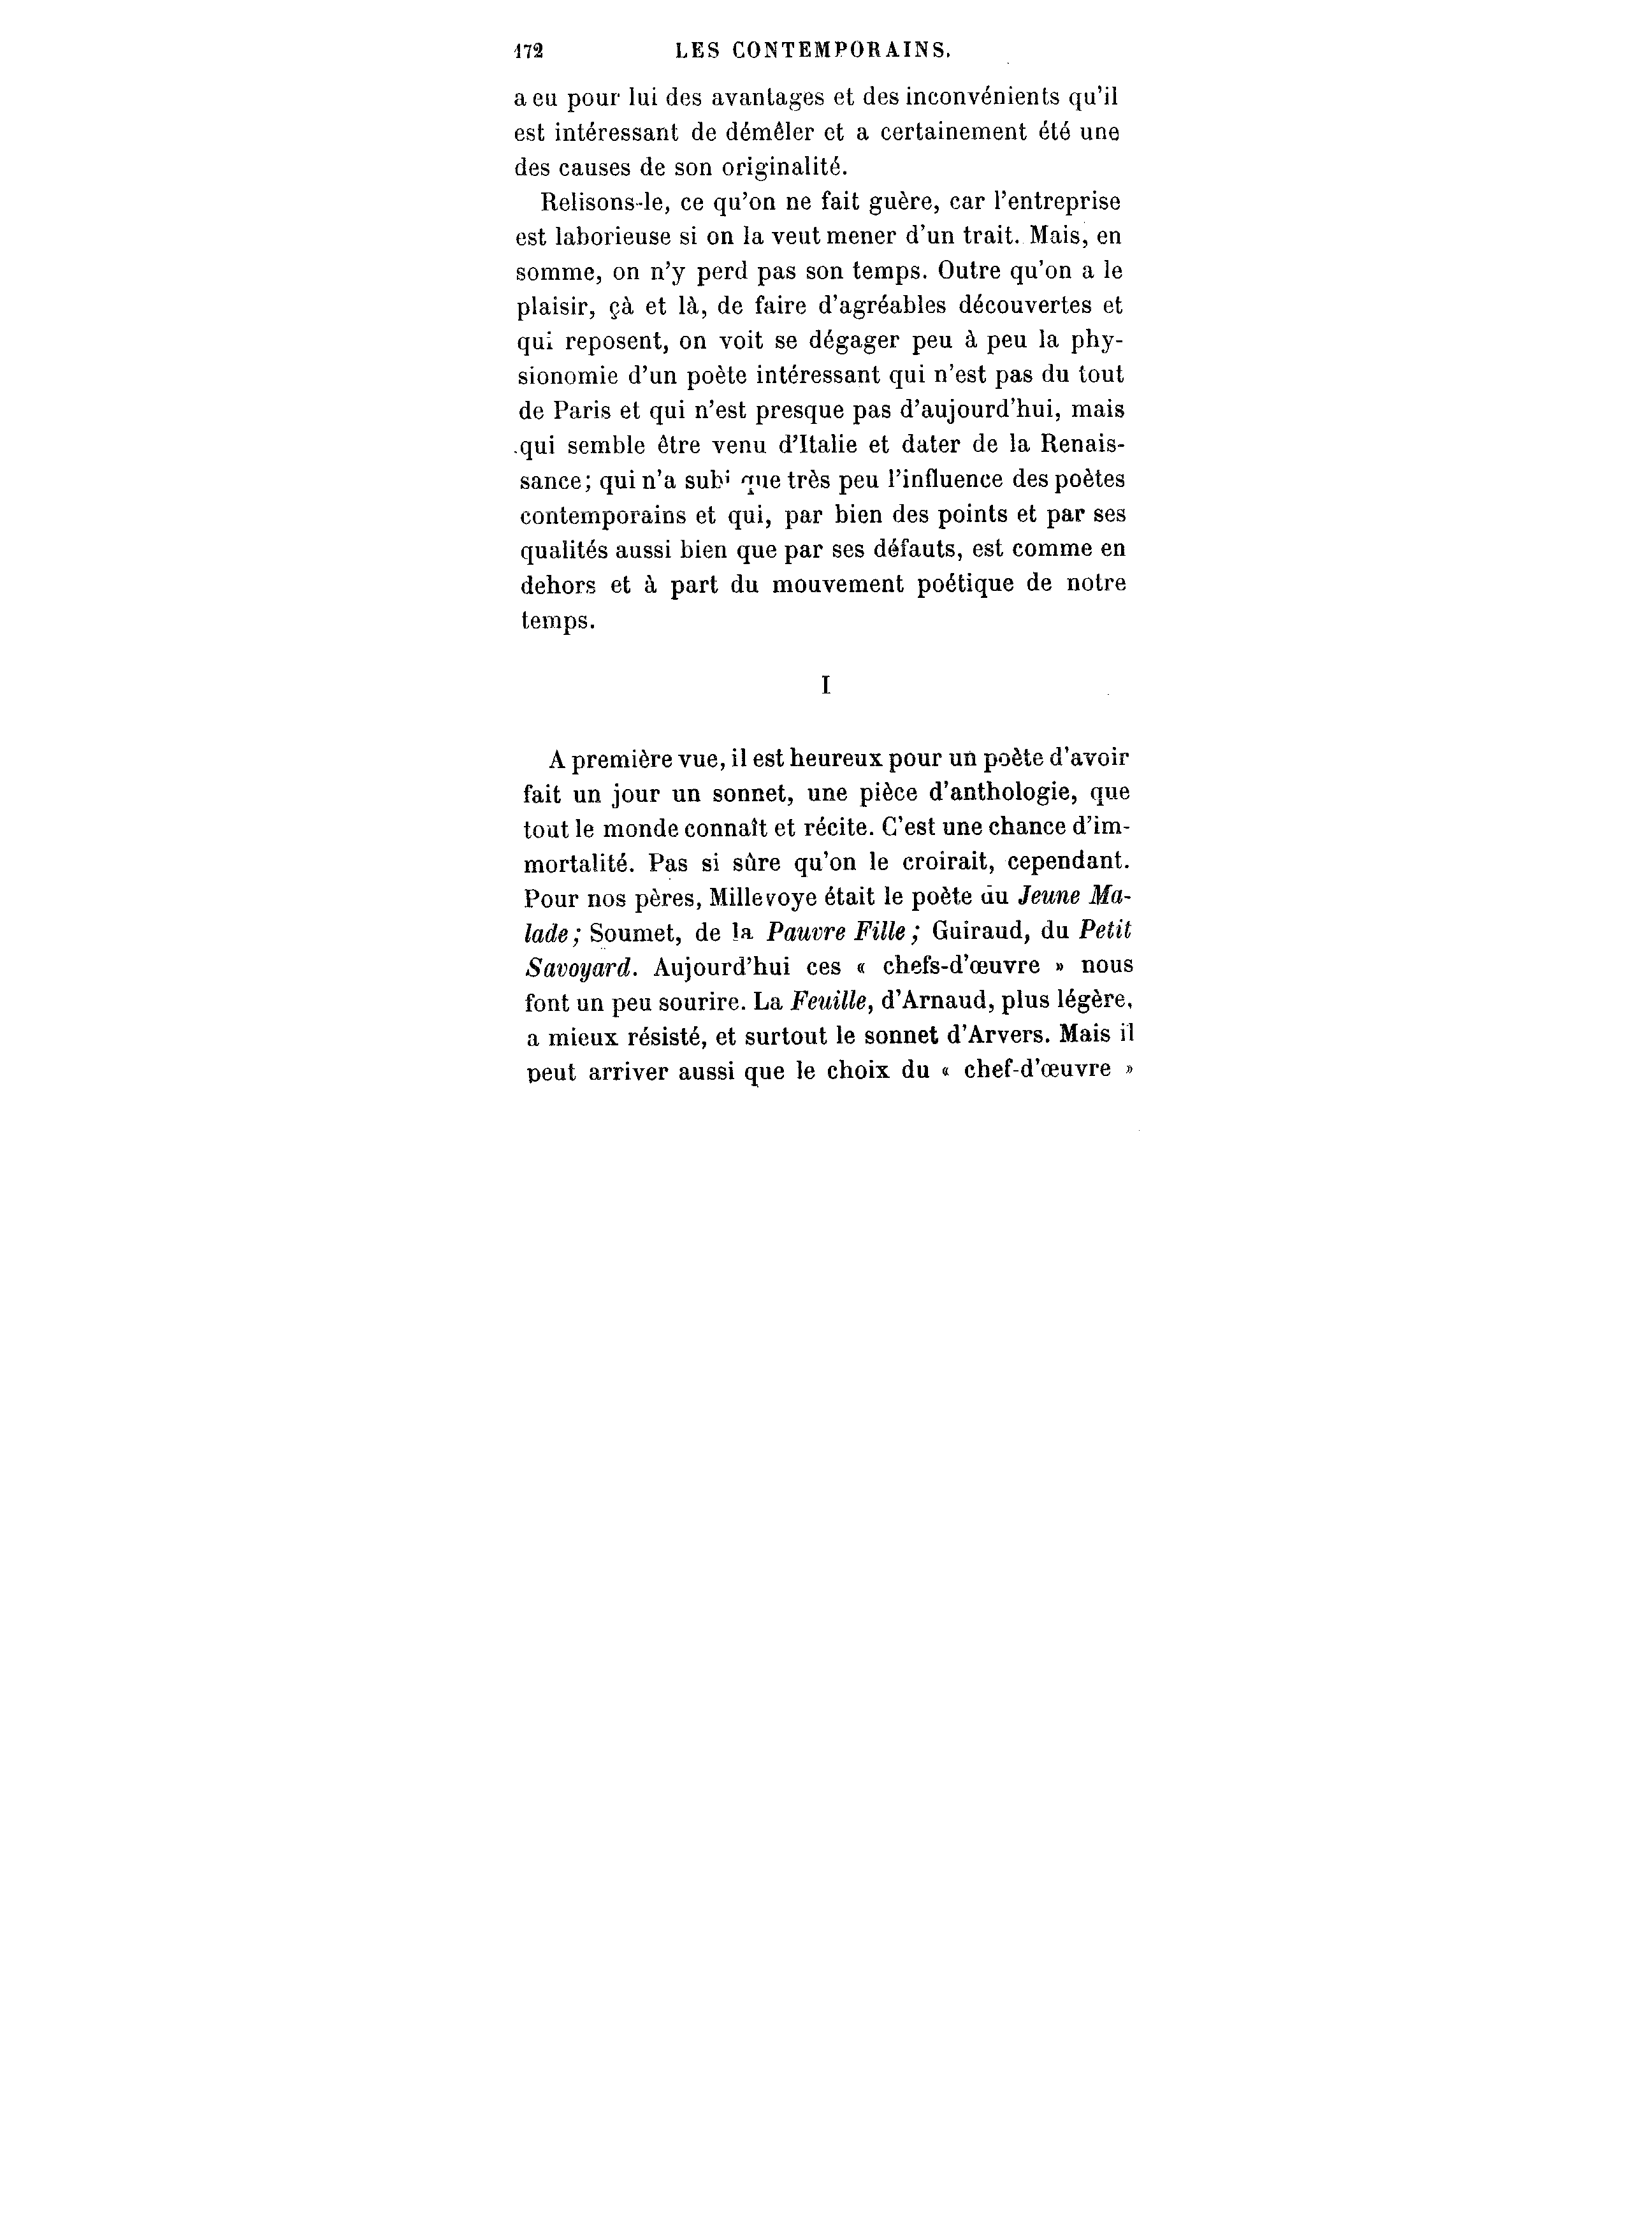 172 LES CONTEMPORAINS.
a eu pour lui des avantages et des inconvénients qu'il
est intéressant de démêler et a certainement été une
des causes de son originalité.
Relisons-le, ce qu'on ne fait guère, car l'entreprise
est laborieuse si on la veut mener d'un trait. Mais, en
somme, on n'y perd pas son temps. Outre qu'on a le
plaisir, çà et là, de faire d'agréables découvertes et
qui reposent, on voit se dégager peu à peu la phy-
sionomie d'un poète intéressant qui n'est pas du tout
de Paris et qui n'est presque pas d'aujourd'hui, mais
qui semble être venu d'Italie et dater de la Renais-
sance; qui n'a subi que très peu l'influence des poètes
contemporains et qui, par bien des points et par ses
qualités aussi bien que par ses défauts, est comme en
dehors et à part du mouvement poétique de notre
temps.
I
A première vue, il est heureux pour un poète d'avoir
fait un jour un sonnet, une pièce d'anthologie, que
tout le monde connaît et récite. C'est une chance d'im-
mortalité. Pas si sûre qu'on le croirait, cependant.
Pour nos pères, Millevoye était le poète du Jeune Ma-
lade; Soumet, de la Pauvre Fille; Guiraud, du Petit
Savoyard. Aujourd'hui ces « chefs-d'œuvre » nous
font un peu sourire. La Feuille, d'Arnaud, plus légère,
a mieux résisté, et surtout le sonnet d'Arvers. Mais il
peut arriver aussi que le choix du « chef-d'œuvre »